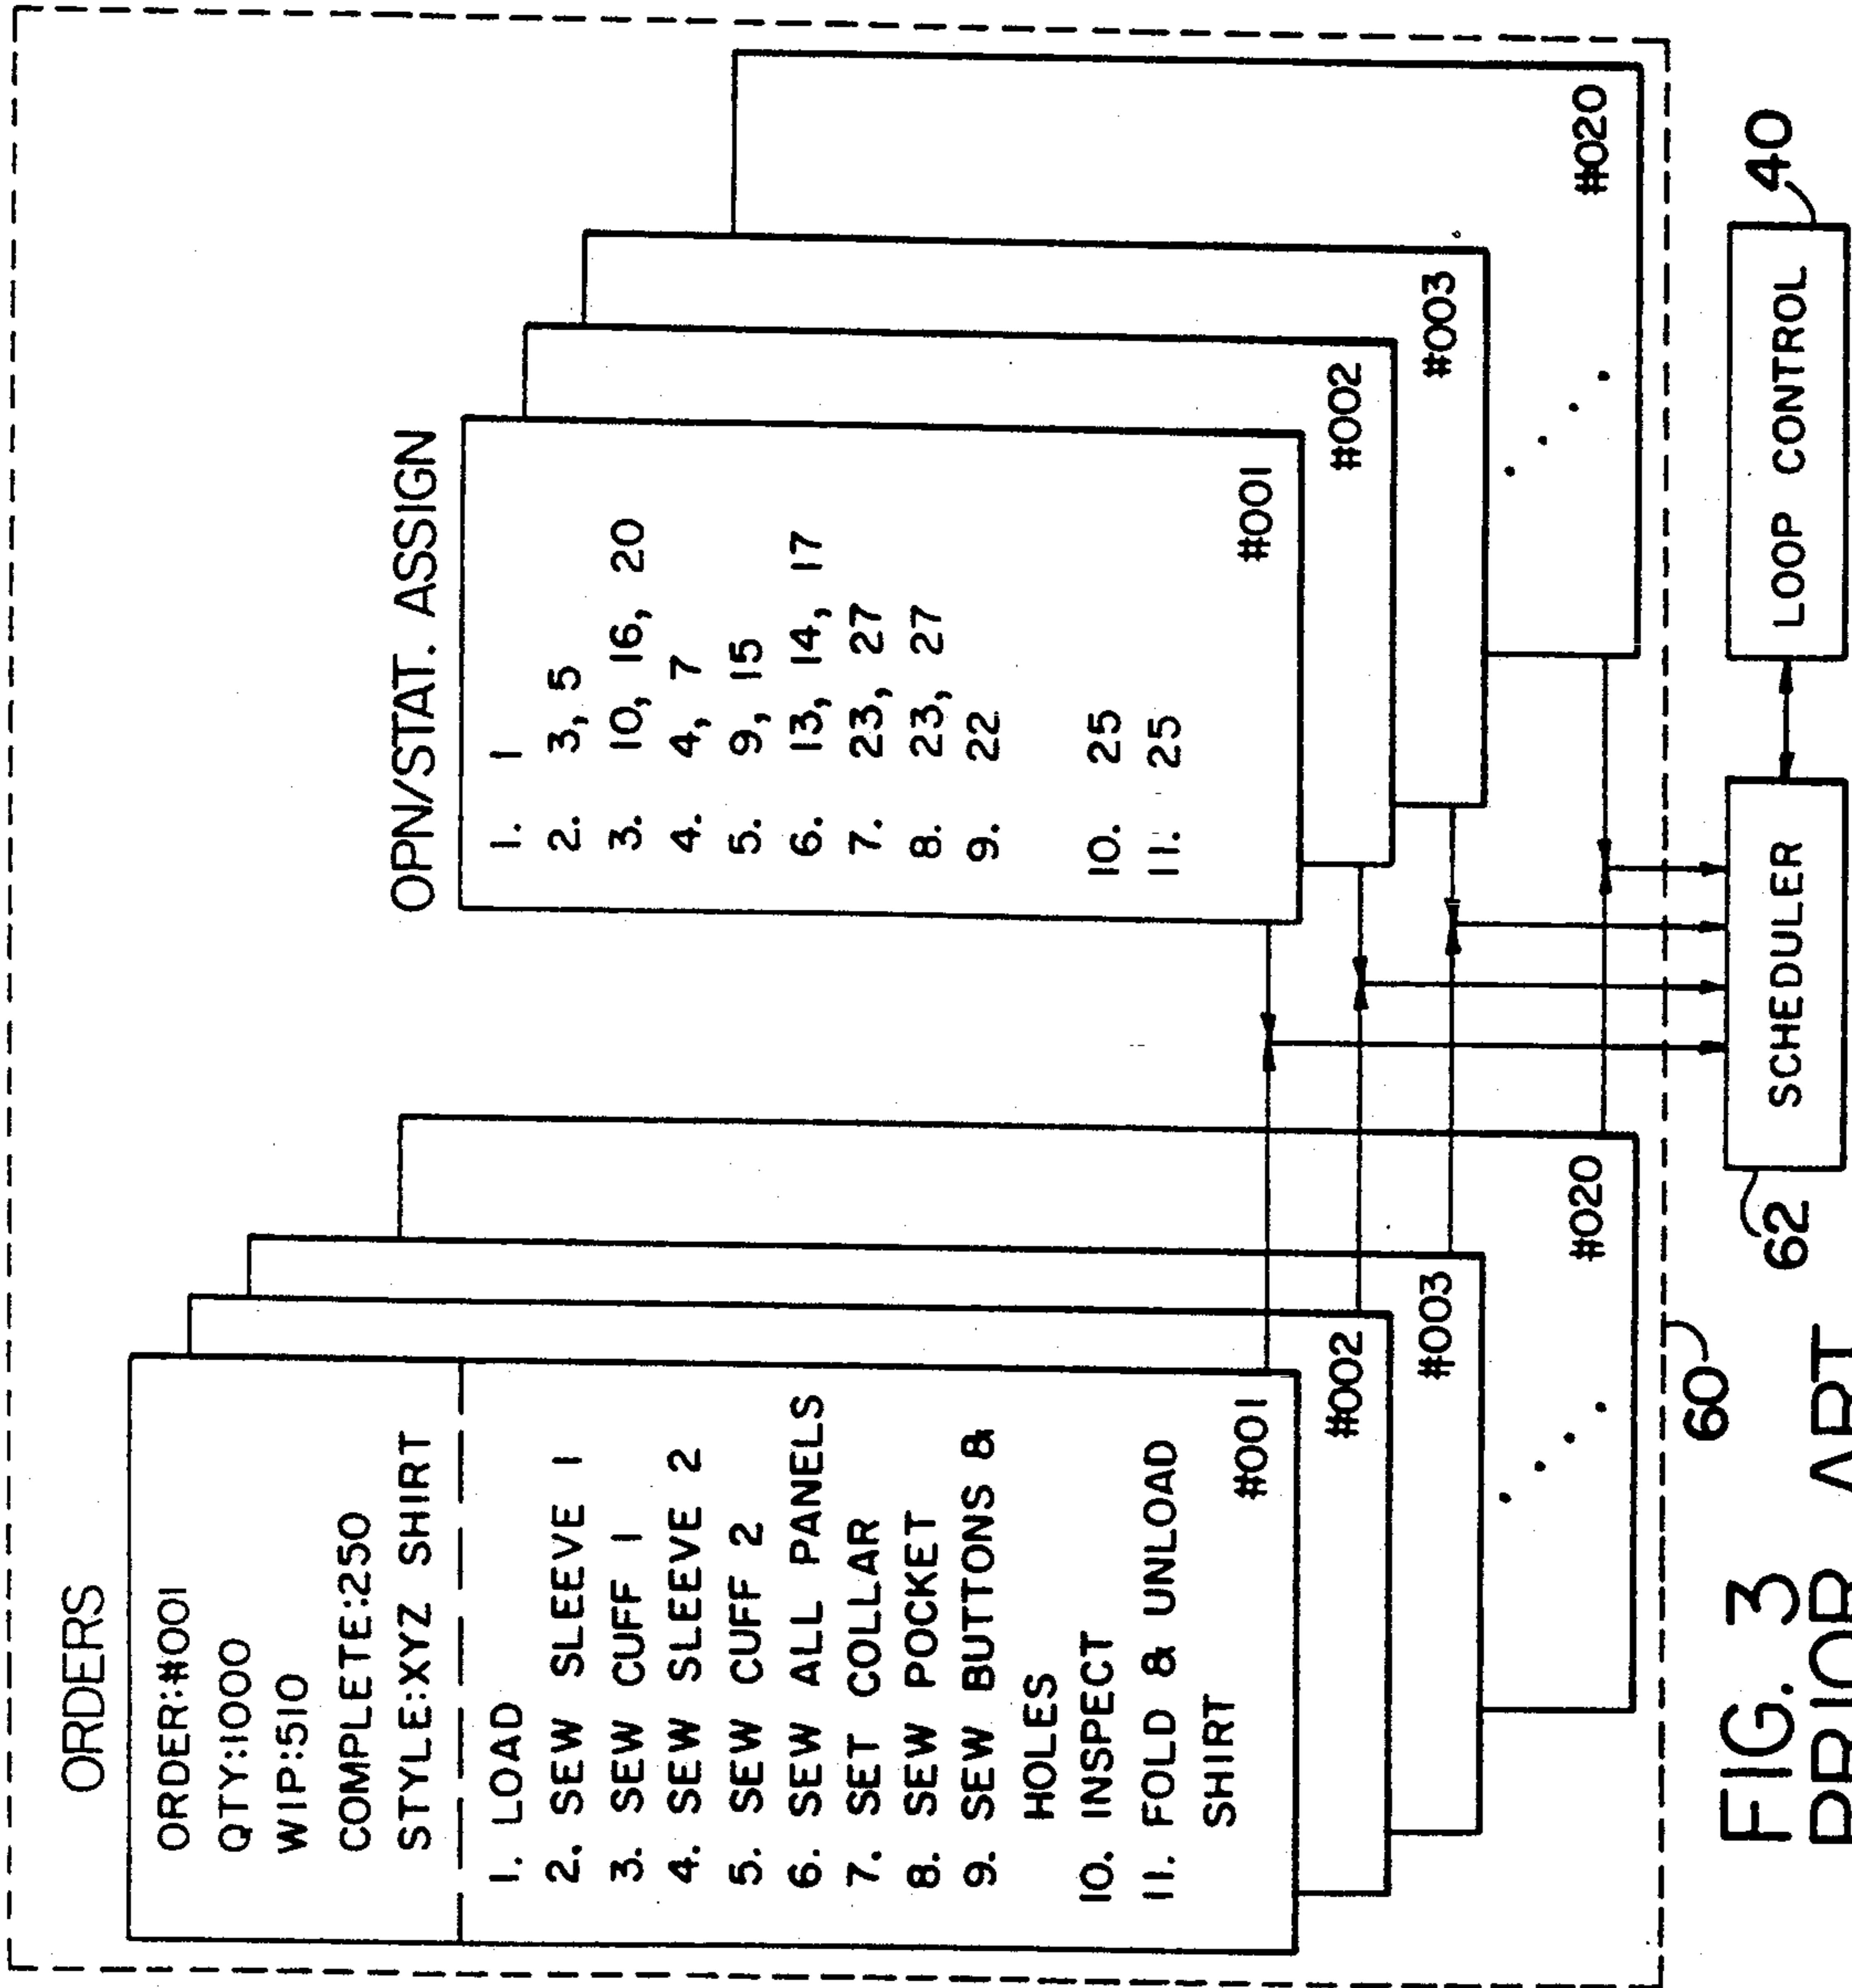 ORDERS
ORDER:#001
QTY:1000
WIP:510
COMPLETE:250
STYLE:XYZ SHIRT
1. LOAD
2. SEW SLEEVE 1
3. SEW CUFF 1
4. SEW SLEEVE 2
5. SEW CUFF 2
6. SEW ALL PANELS
7. SET COLLAR
8. SEW POCKET
9. SEW BUTTONS &
HOLES
10. INSPECT
11. FOLD & UNLOAD
SHIRT
#001
#002
#003
#020
OPN/STAT. ASSIGN
1. 1
2. 3, 5
3. 10, 16, 20
4. 4, 7
5. 9, 15
6. 13, 14, 17
7. 23, 27
8. 23, 27
9. 22
10. 25
11. 25
#001
#002
#003
#020
60
62
SCHEDULER
LOOP CONTROL
40
FIG. 3
PRIOR ART